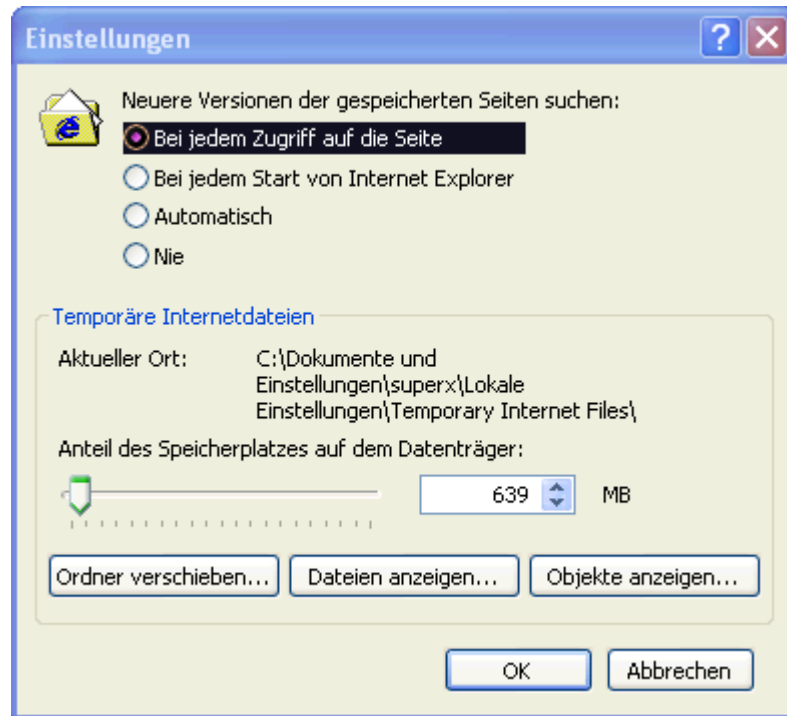 Einstellungen
Neuere Versionen der gespeicherten Seiten suchen:
Bei jedem Zugriff auf die Seite
Bei jedem Start von Internet Explorer
Automatisch
Nie
Temporäre Internetdateien
Aktueller Ort: C:\Dokumente und
Einstellungen\superx\Lokale
Einstellungen\Temporary Internet Files\
Anteil des Speicherplatzes auf dem Datenträger:
639 MB
Ordner verschieben... Dateien anzeigen... Objekte anzeigen...
OK Abbrechen